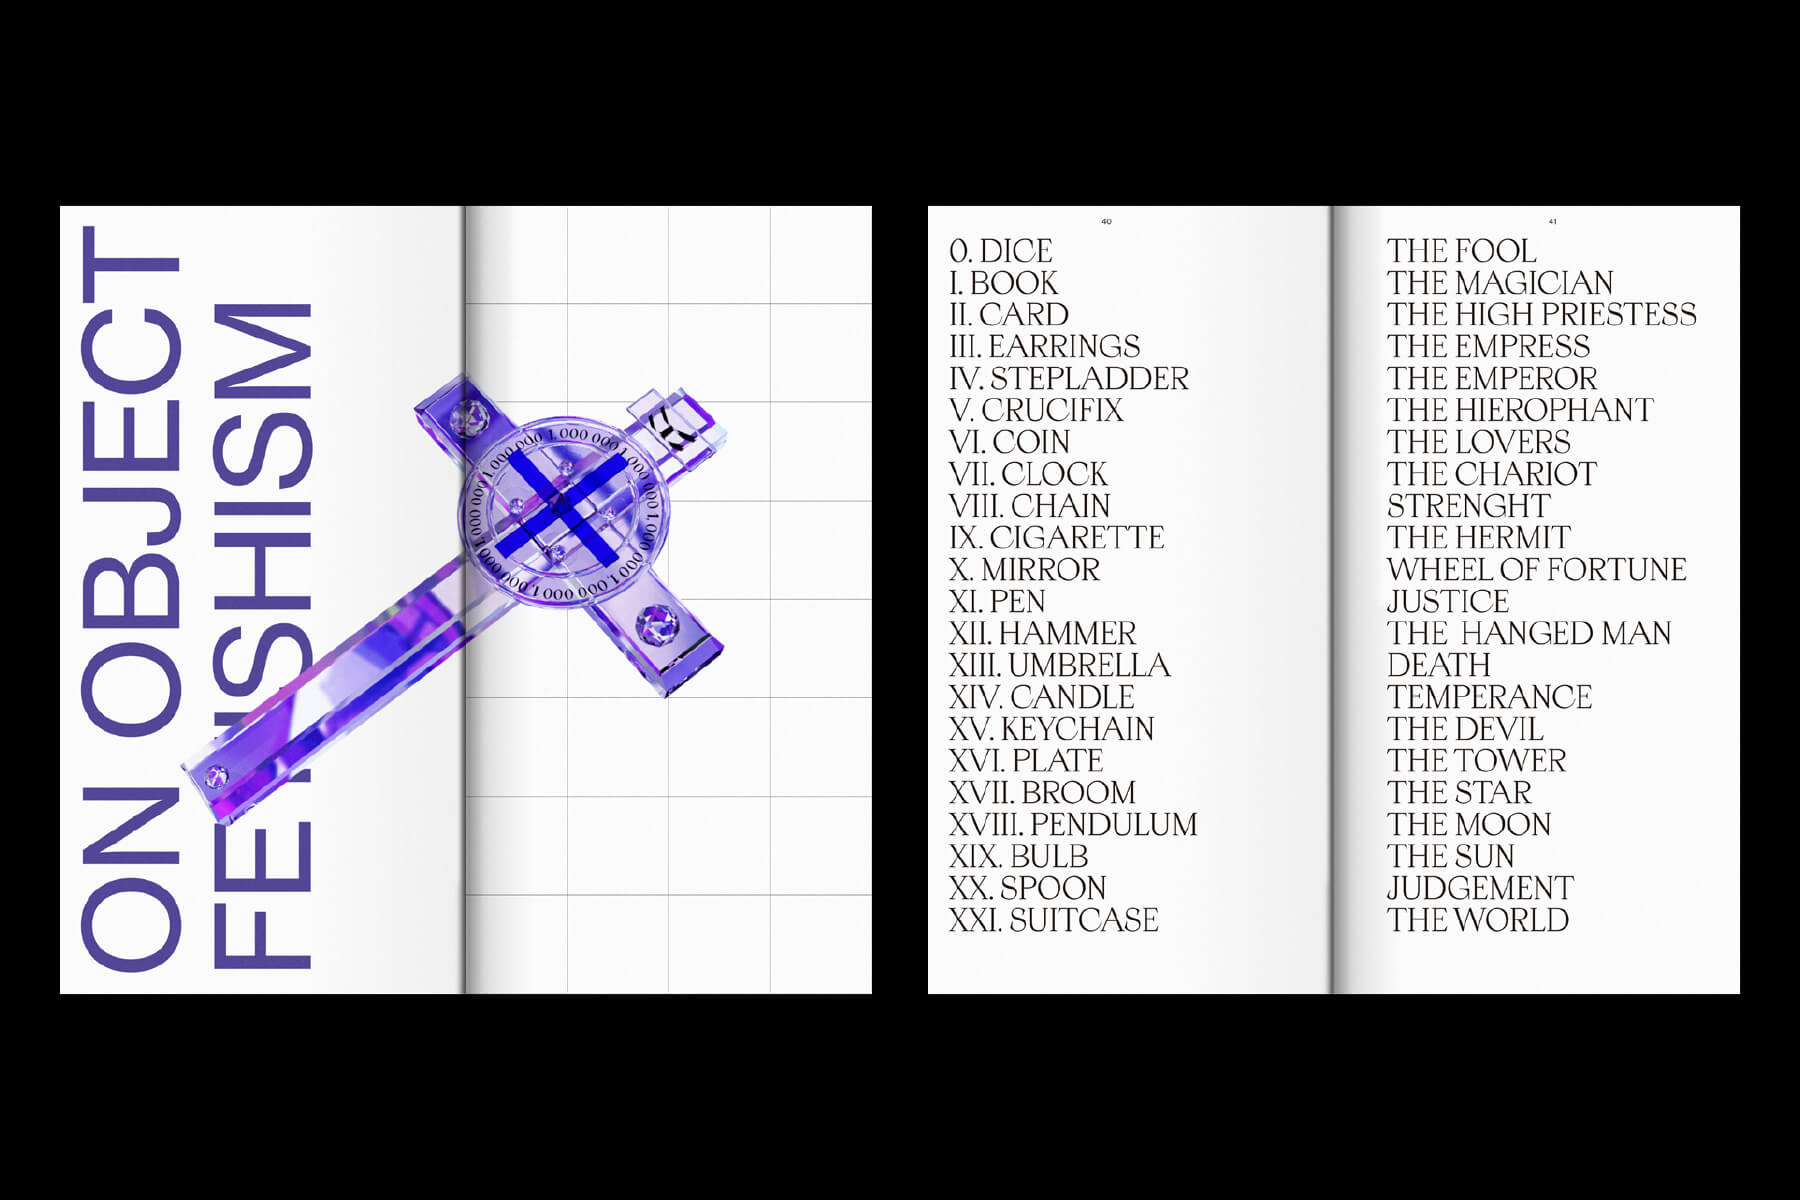 ON OBJECT
FETISHISM
1.000 000 1.000 000 1.000 000 1.000 000 1.000 000 1.000 000
40
0. DICE
I. BOOK
II. CARD
III. EARRINGS
IV. STEPLADDER
V. CRUCIFIX
VI. COIN
VII. CLOCK
VIII. CHAIN
IX. CIGARETTE
X. MIRROR
XI. PEN
XII. HAMMER
XIII. UMBRELLA
XIV. CANDLE
XV. KEYCHAIN
XVI. PLATE
XVII. BROOM
XVIII. PENDULUM
XIX. BULB
XX. SPOON
XXI. SUITCASE
41
THE FOOL
THE MAGICIAN
THE HIGH PRIESTESS
THE EMPRESS
THE EMPEROR
THE HIEROPHANT
THE LOVERS
THE CHARIOT
STRENGHT
THE HERMIT
WHEEL OF FORTUNE
JUSTICE
THE HANGED MAN
DEATH
TEMPERANCE
THE DEVIL
THE TOWER
THE STAR
THE MOON
THE SUN
JUDGEMENT
THE WORLD